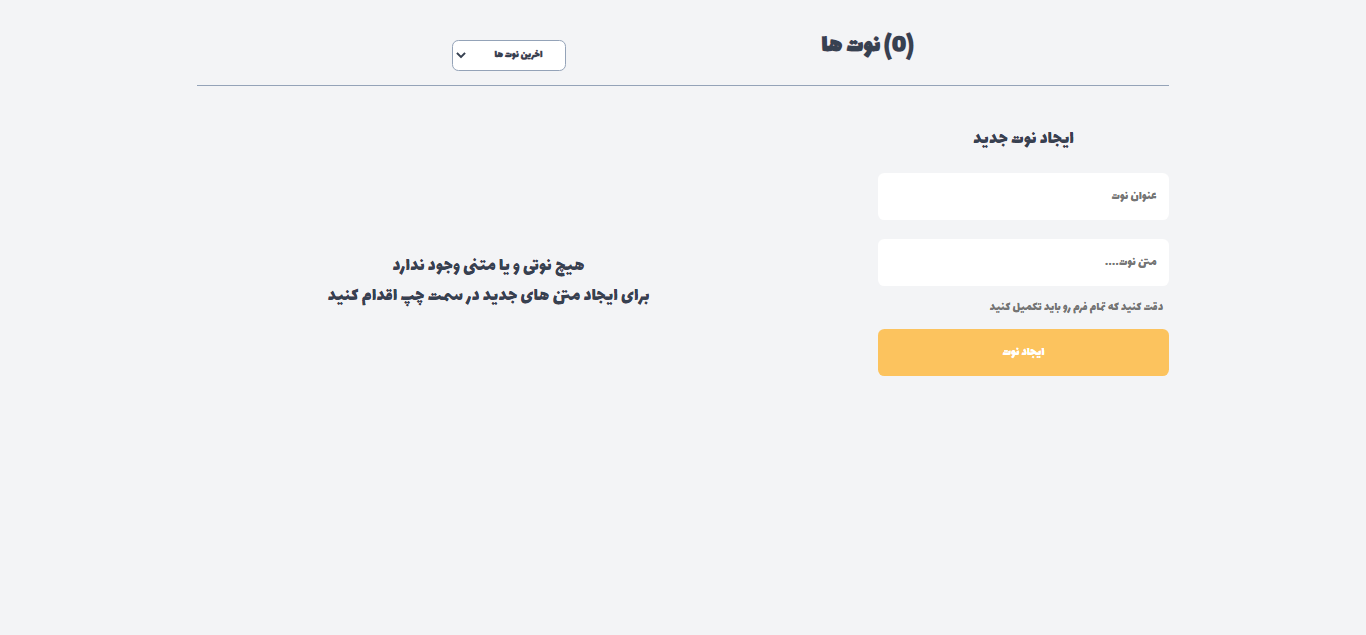 نوت ها (0)
اخرین نوت ها
ایجاد نوت جدید
عنوان نوت
متن نوت....
دقت کنید که تمام فرم رو باید تکمیل کنید
ایجاد نوت
هیچ نوتی و یا متنی وجود ندارد
برای ایجاد متن های جدید در سمت چپ اقدام کنید